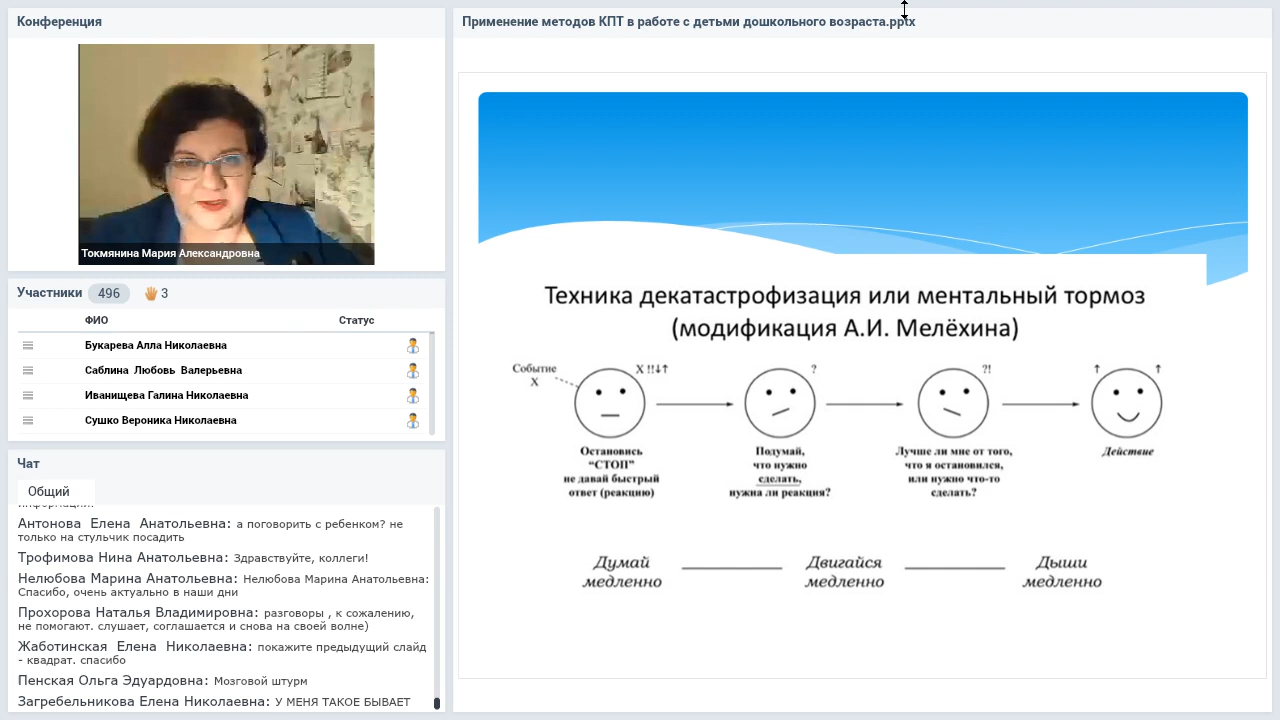 Конференция
Токмянина Мария Александровна
Участники 496 3
ФИО Статус
Букарева Алла Николаевна
Саблина Любовь Валерьевна
Иванищева Галина Николаевна
Сушко Вероника Николаевна
Чат
Общий
информации.
Антонова Елена Анатольевна: а поговорить с ребенком? не
только на стульчик посадить
Трофимова Нина Анатольевна: Здравствуйте, коллеги!
Нелюбова Марина Анатольевна: Нелюбова Марина Анатольевна:
Спасибо, очень актуально в наши дни
Прохорова Наталья Владимировна: разговоры , к сожалению,
не помогают. слушает, соглашается и снова на своей волне)
Жаботинская Елена Николаевна: покажите предыдущий слайд
- квадрат. спасибо
Пенская Ольга Эдуардовна: Мозговой штурм
Загребельникова Елена Николаевна: У МЕНЯ ТАКОЕ БЫВАЕТ
Применение методов КПТ в работе с детьми дошкольного возраста.pptx
Техника декатастрофизация или ментальный тормоз
(модификация А.И. Мелёхина)
Событие
X
X !!↓↑
?
?!
↑ ↑
Остановись
“СТОП”
не давай быстрый
ответ (реакцию)
Подумай,
что нужно
сделать,
нужна ли реакция?
Лучше ли мне от того,
что я остановился,
или нужно что-то
сделать?
Действие
Думай
медленно
Двигайся
медленно
Дыши
медленно